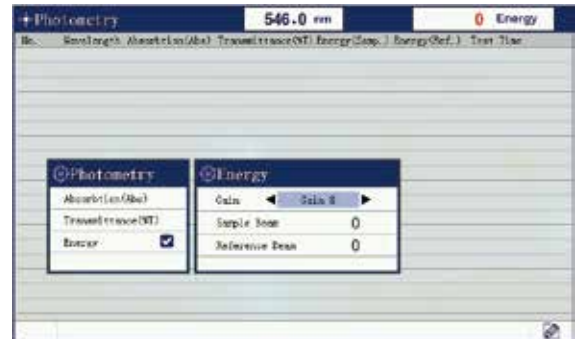 Photometry 546.0 nm 0 Energy
No. Wavelength Absorbtion(Abs) Transmittance(%T) Energy(Samp.) Energy(Ref.) Test Time
Photometry
Absorbtion(Abs)
Transmittance(%T)
Energy
Energy
Gain Gain 8
Sample Beam 0
Reference Beam 0